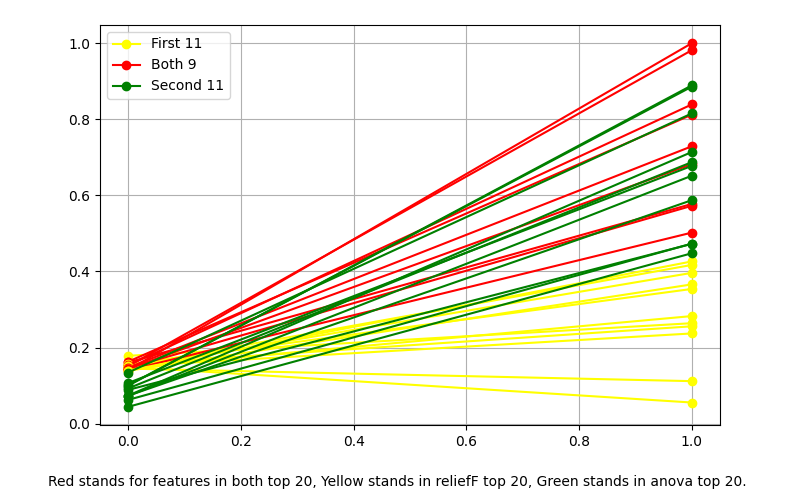 First 11
Both 9
Second 11
1.0
0.8
0.6
0.4
0.2
0.0
0.0 0.2 0.4 0.6 0.8 1.0
Red stands for features in both top 20, Yellow stands in reliefF top 20, Green stands in anova top 20.